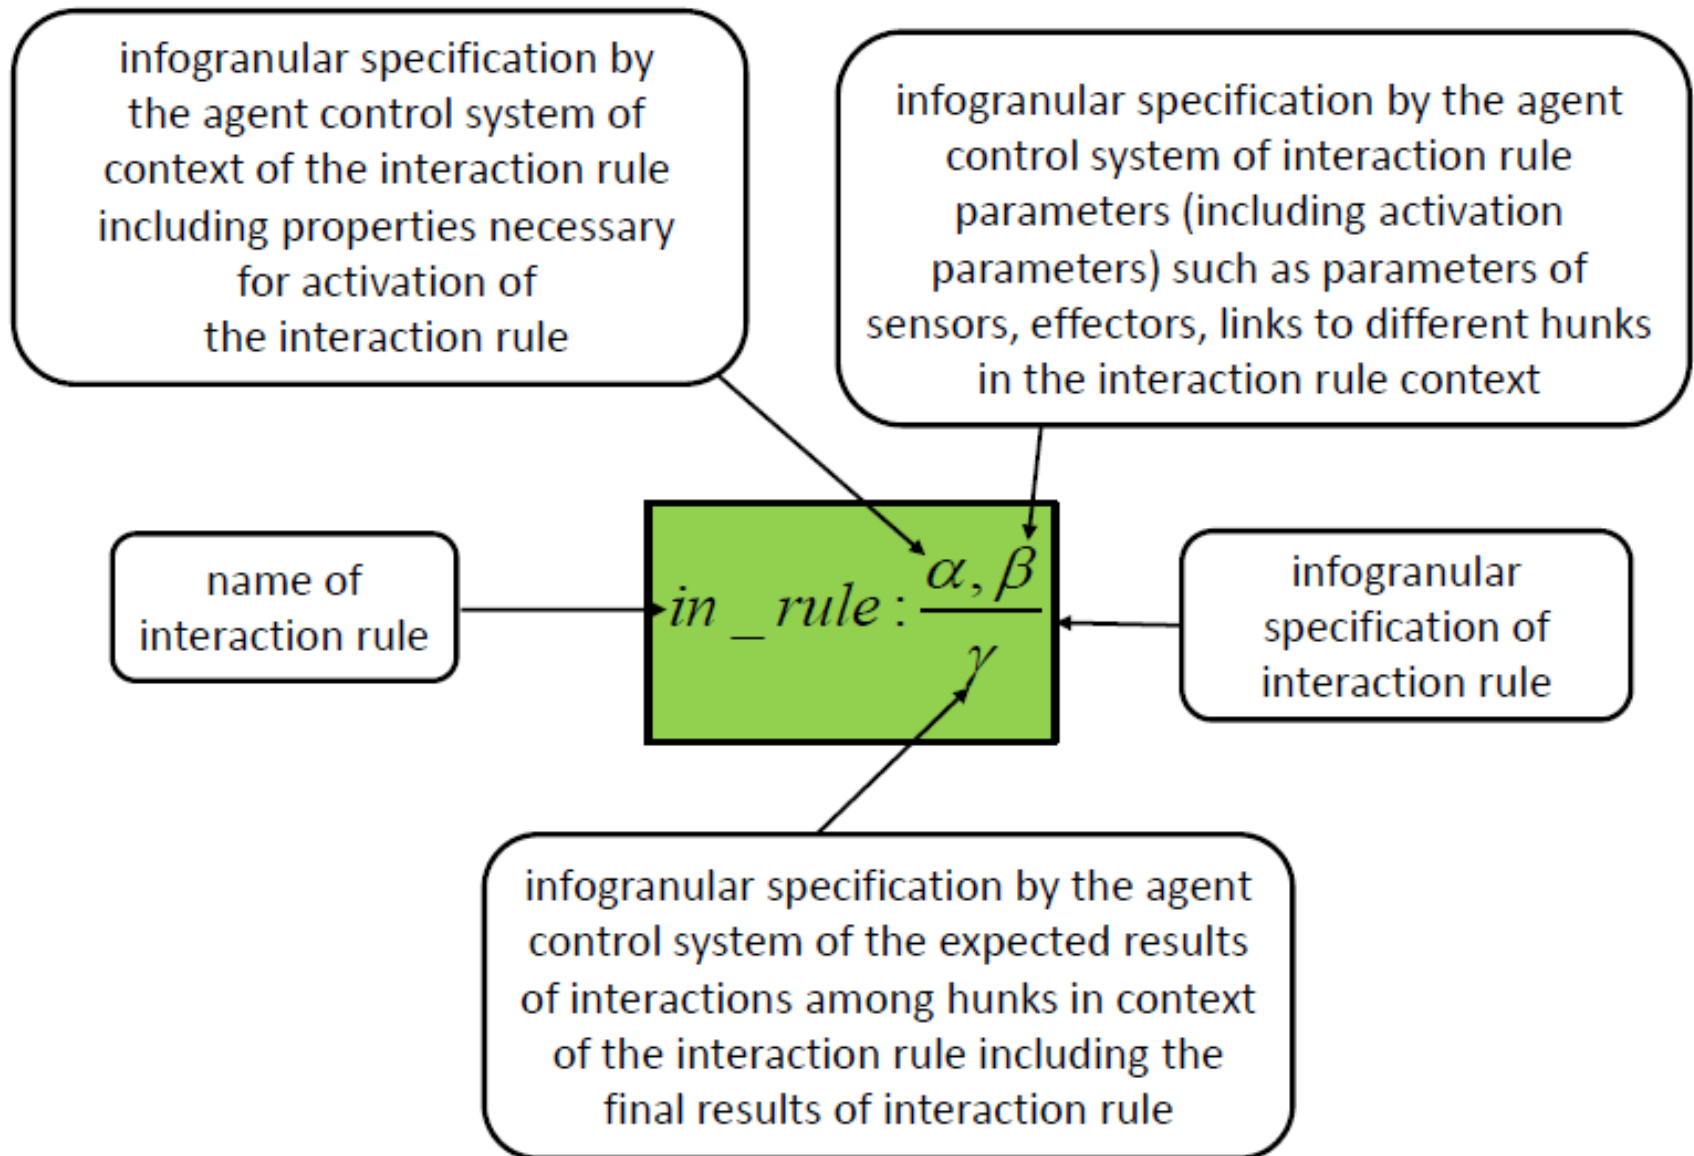 infogranular specification by
the agent control system of
context of the interaction rule
including properties necessary
for activation of
the interaction rule
infogranular specification by the agent
control system of interaction rule
parameters (including activation
parameters) such as parameters of
sensors, effectors, links to different hunks
in the interaction rule context
name of
interaction rule
in _ rule : α, β
γ
infogranular
specification of
interaction rule
infogranular specification by the agent
control system of the expected results
of interactions among hunks in context
of the interaction rule including the
final results of interaction rule